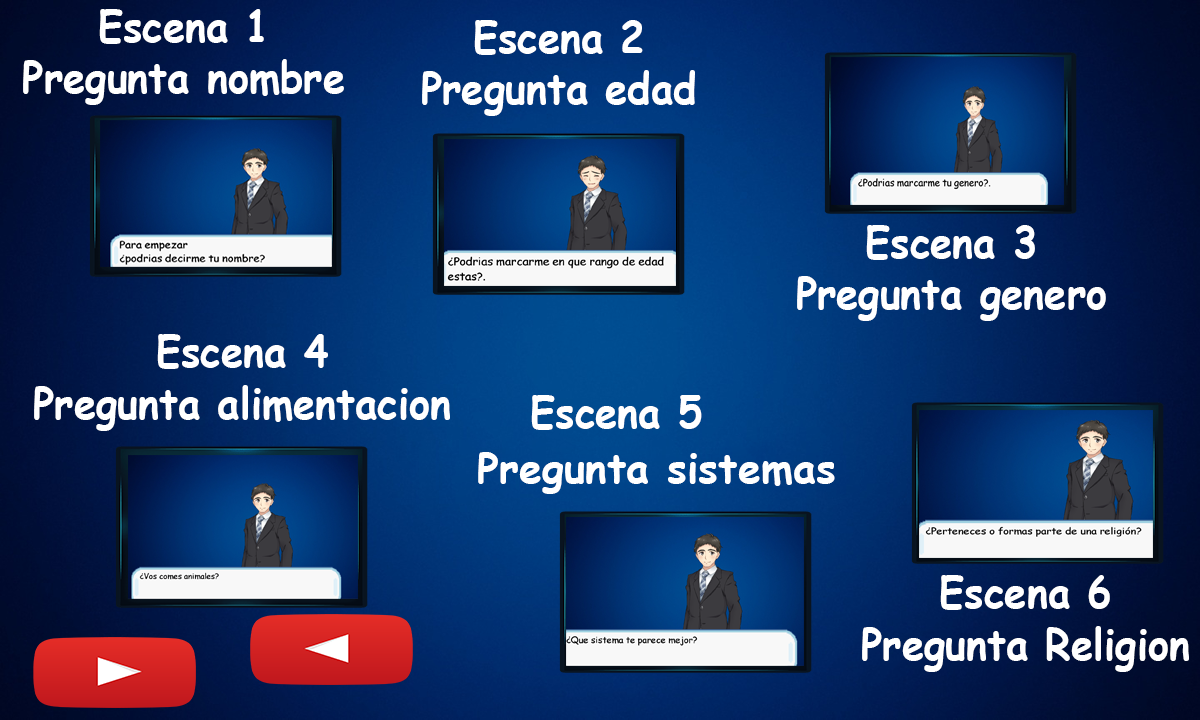 Escena 1
Pregunta nombre
Para empezar
¿podrias decirme tu nombre?
Escena 2
Pregunta edad
¿Podrias marcarme en que rango de edad
estas?.
¿Podrias marcarme tu genero?.
Escena 3
Pregunta genero
Escena 4
Pregunta alimentacion
¿Vos comes animales?
Escena 5
Pregunta sistemas
¿Que sistema te parece mejor?
¿Perteneces o formas parte de una religión?
Escena 6
Pregunta Religion